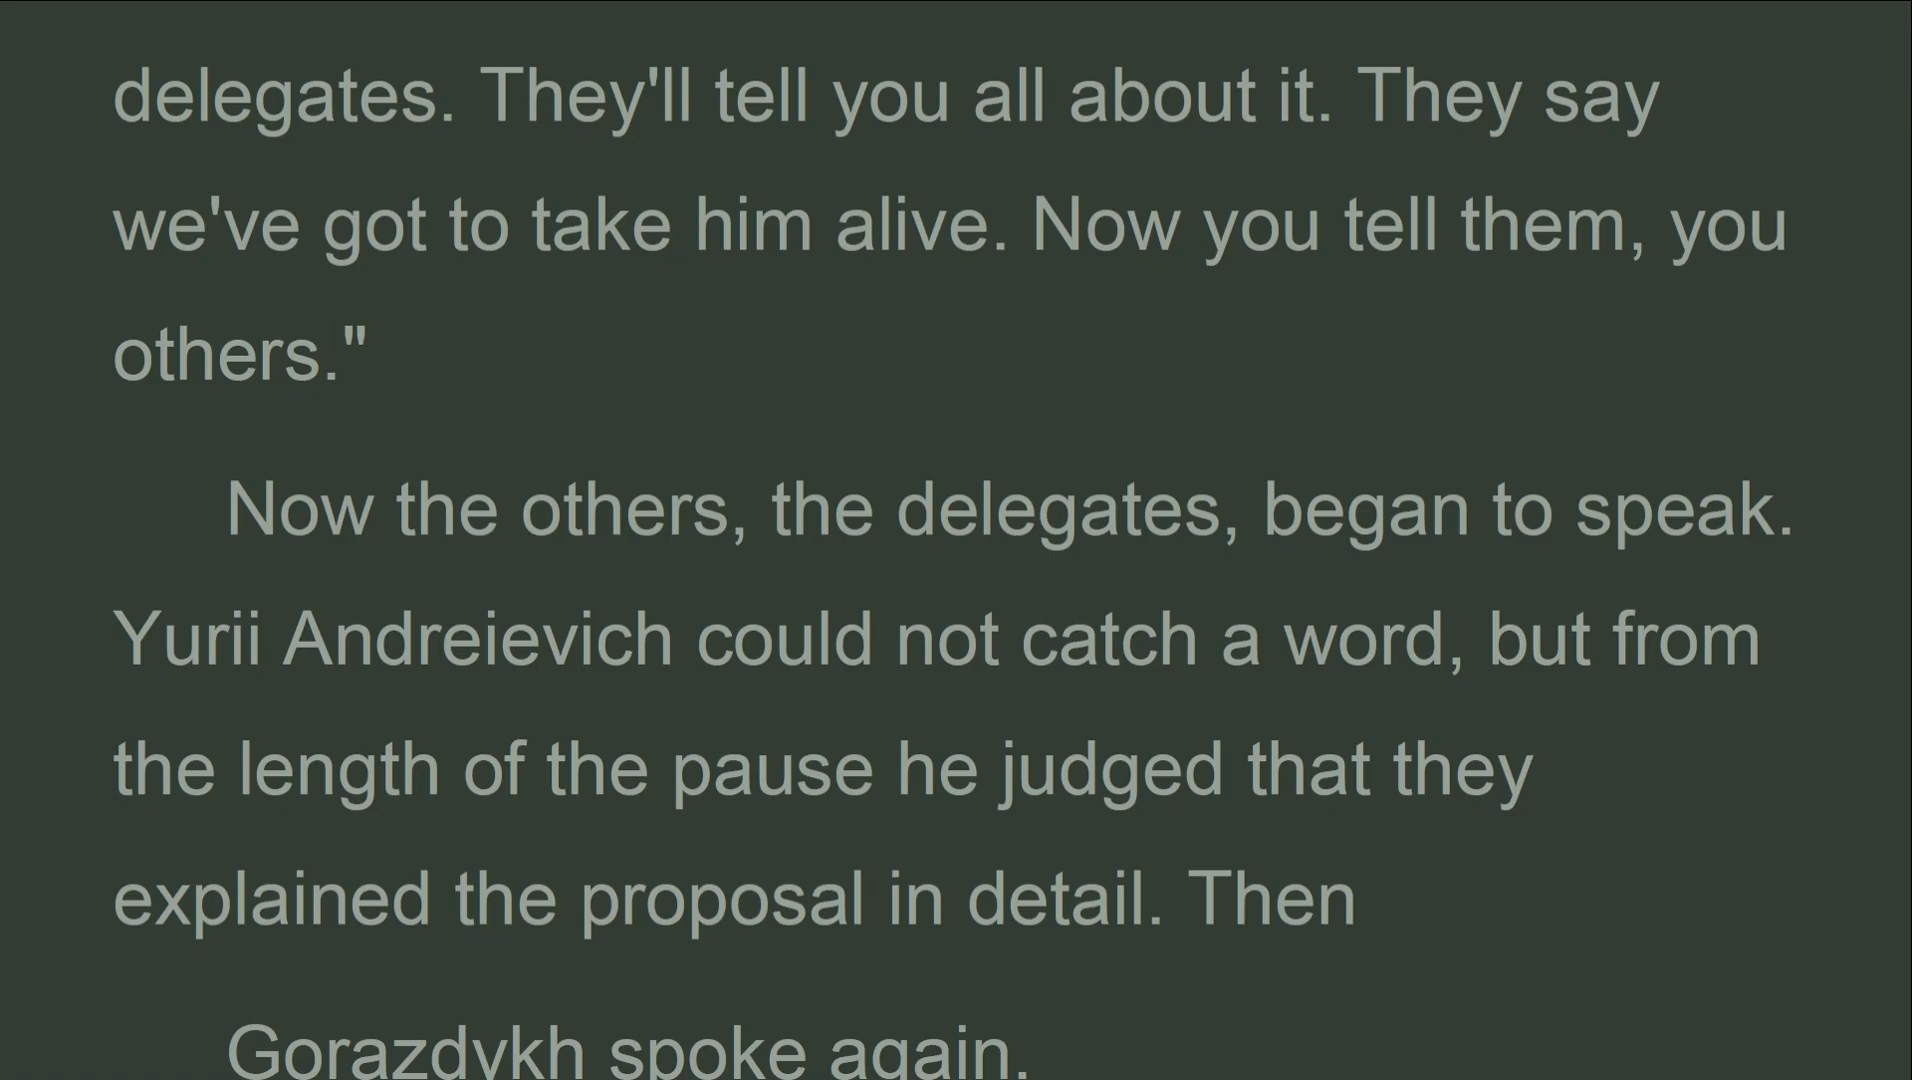 delegates. They'll tell you all about it. They say
we've got to take him alive. Now you tell them, you
others."
Now the others, the delegates, began to speak.
Yurii Andreievich could not catch a word, but from
the length of the pause he judged that they
explained the proposal in detail. Then
Gorazdykh spoke again.